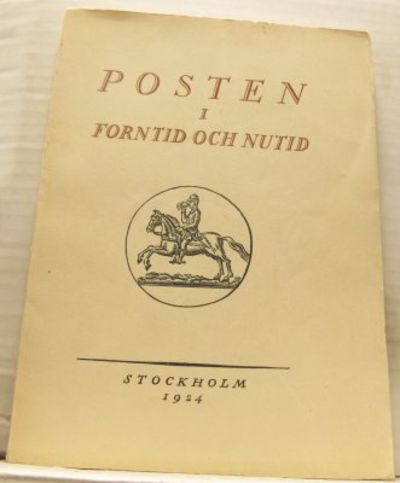 POSTEN
I
FORNTID OCH NUTID
STOCKHOLM
1924